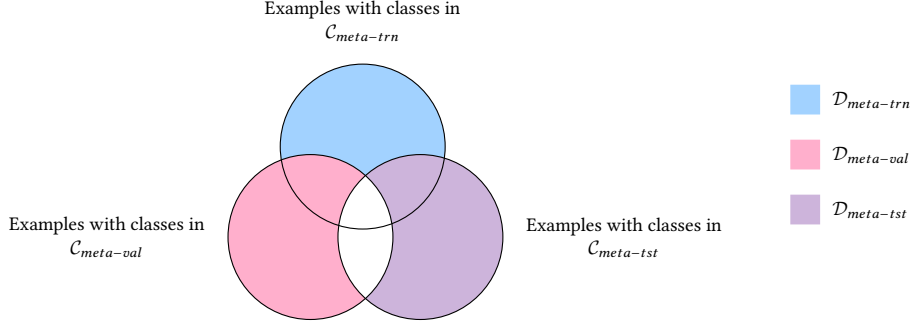 Examples with classes in
𝒞meta−trn
𝒟meta−trn
𝒟meta−val
𝒟meta−tst
Examples with classes in
𝒞meta−val
Examples with classes in
𝒞meta−tst